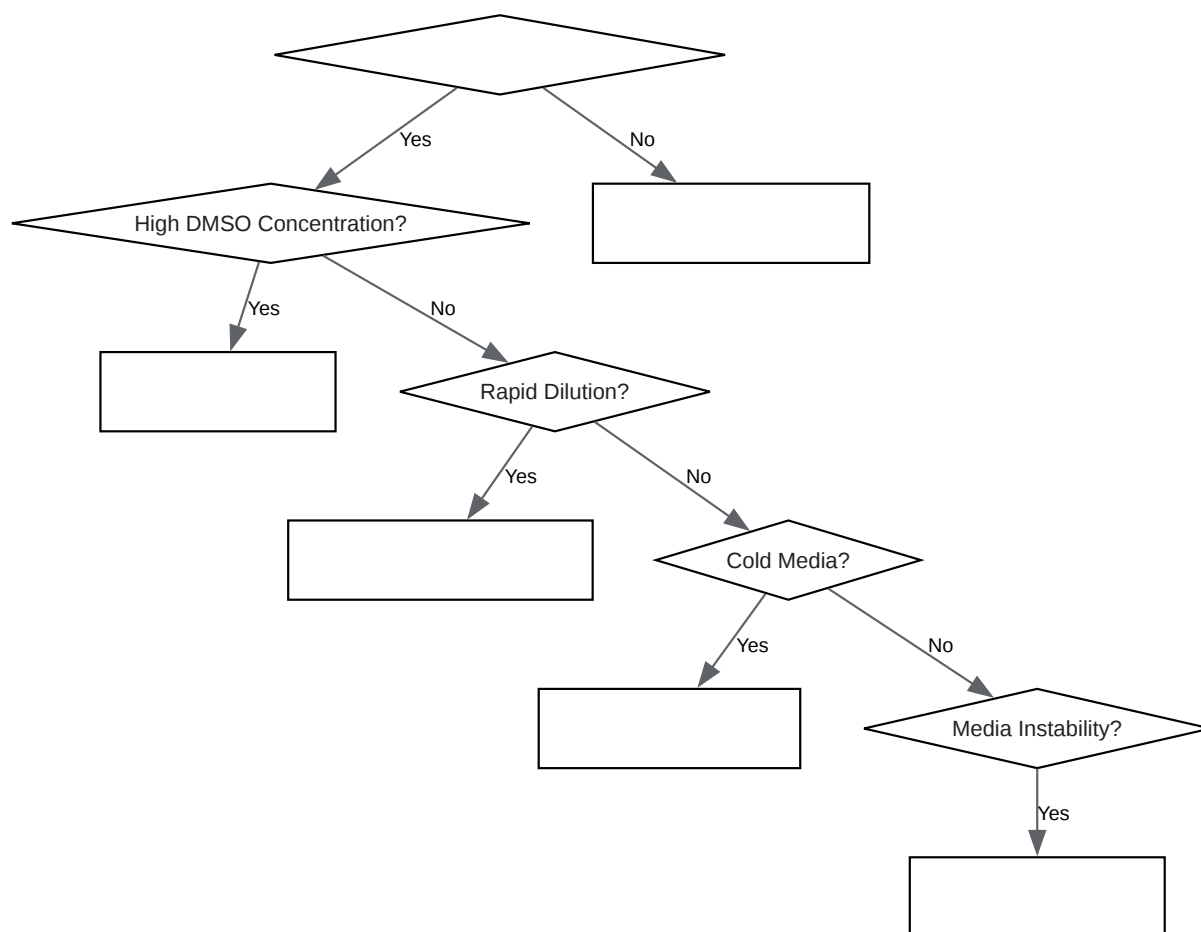 Yes
No
High DMSO Concentration?
Yes
No
Rapid Dilution?
Yes
No
Cold Media?
Yes
No
Media Instability?
Yes